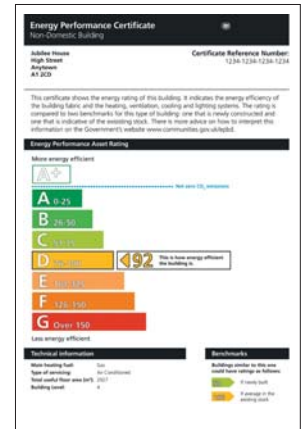 Energy Performance Certificate
Non-Domestic Building
Jubilee House
High Street
Anytown
A1 2CD
Certificate Reference Number:
1234-1234-1234-1234
This certificate shows the energy rating of this building. It indicates the energy efficiency of
the building fabric and the heating, ventilation, cooling and lighting systems. The rating is
compared to two benchmarks for this type of building: one that is newly constructed and
one that is indicative of the existing stock. There is more advice on how to interpret this
information on the Government's website www.communities.gov.uk/epbd.
Energy Performance Asset Rating
More energy efficient
A+
Net zero CO2 emissions
A 0-25
B 26-50
C 51-75
D 76-100
92
This is how energy efficient
the building is.
E 101-125
F 126-150
G Over 150
Less energy efficient
Technical Information
Main heating fuel: Gas
Type of servicing: Air Conditioned
Total useful floor area (m²): 2927
Building Level: 4
Benchmarks
Buildings similar to this one
could have ratings as follows:
If newly built
If average in the
existing stock